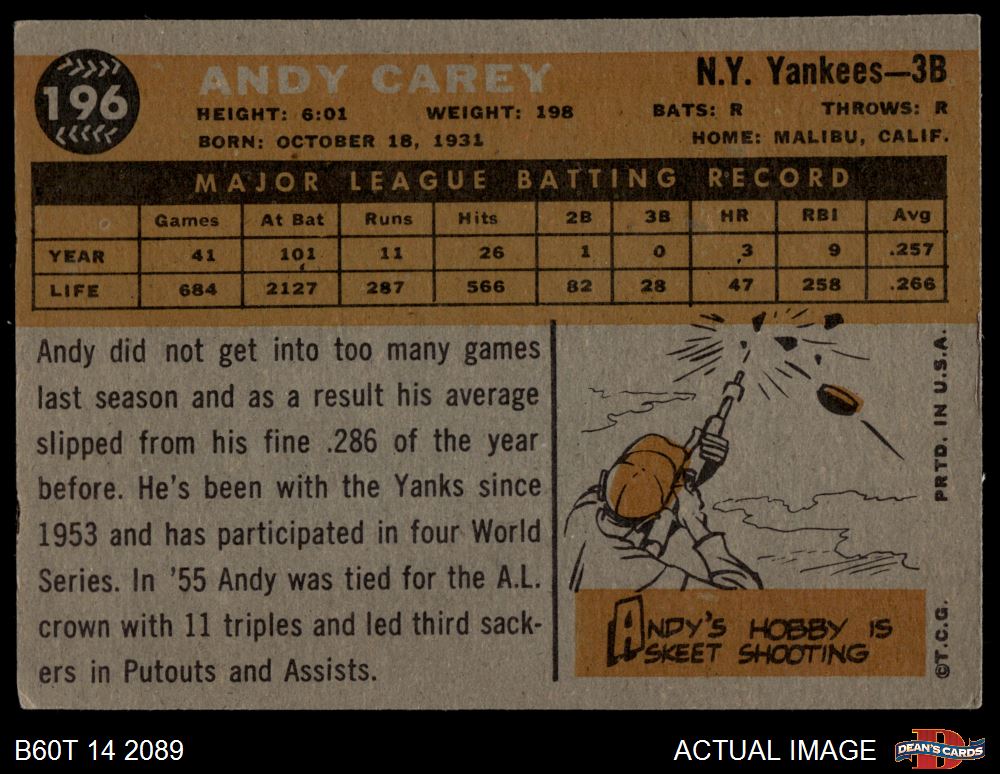 196
ANDY CAREY
N.Y. Yankees—3B
HEIGHT: 6:01 WEIGHT: 198 BATS: R THROWS: R
BORN: OCTOBER 18, 1931 HOME: MALIBU, CALIF.
MAJOR LEAGUE BATTING RECORD
Games At Bat Runs Hits 2B 3B HR RBI Avg
YEAR 41 101 11 26 1 0 3 9 .257
LIFE 684 2127 287 566 82 28 47 258 .266
Andy did not get into too many games
last season and as a result his average
slipped from his fine .286 of the year
before. He's been with the Yanks since
1953 and has participated in four World
Series. In '55 Andy was tied for the A.L.
crown with 11 triples and led third sack-
ers in Putouts and Assists.
ANDY'S HOBBY IS
SKEET SHOOTING
©T.C.G. PRTD. IN U.S.A.
B60T 14 2089
ACTUAL IMAGE
D
DEAN'S CARDS